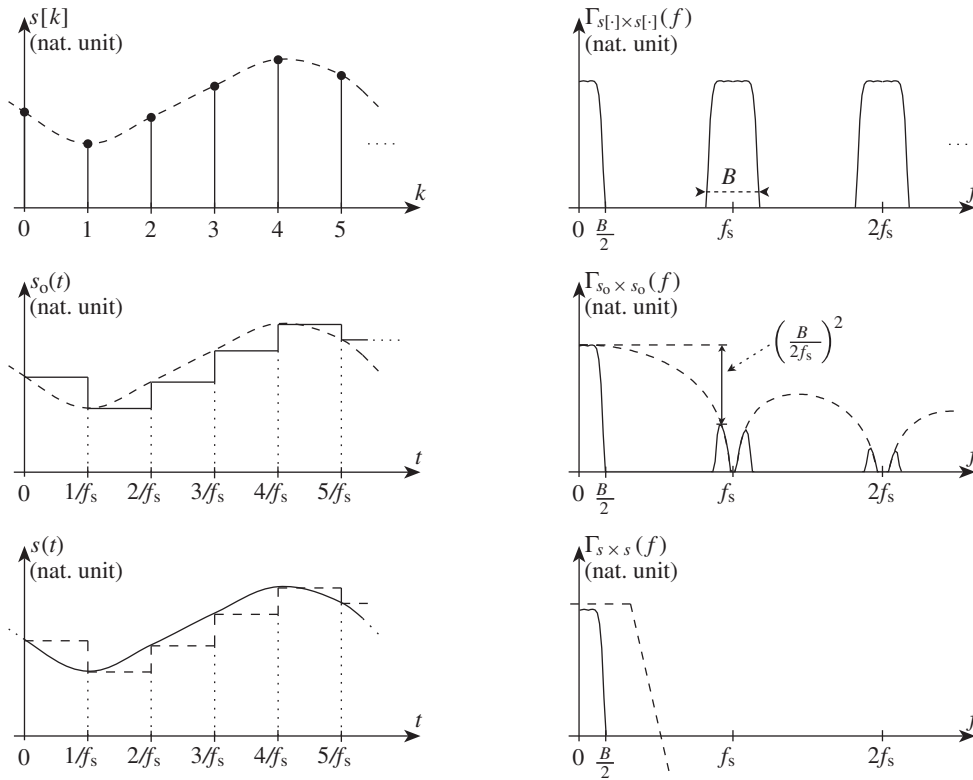 s[k]
(nat. unit)
....
k
0 1 2 3 4 5
Γs[·]×s[·](f)
(nat. unit)
...
B
f
0 B/2 fs 2fs
so(t)
(nat. unit)
....
t
0 1/fs 2/fs 3/fs 4/fs 5/fs
Γso×so(f)
(nat. unit)
(B/2fs)²
f
0 B/2 fs 2fs
s(t)
(nat. unit)
t
0 1/fs 2/fs 3/fs 4/fs 5/fs
Γs×s(f)
(nat. unit)
f
0 B/2 fs 2fs